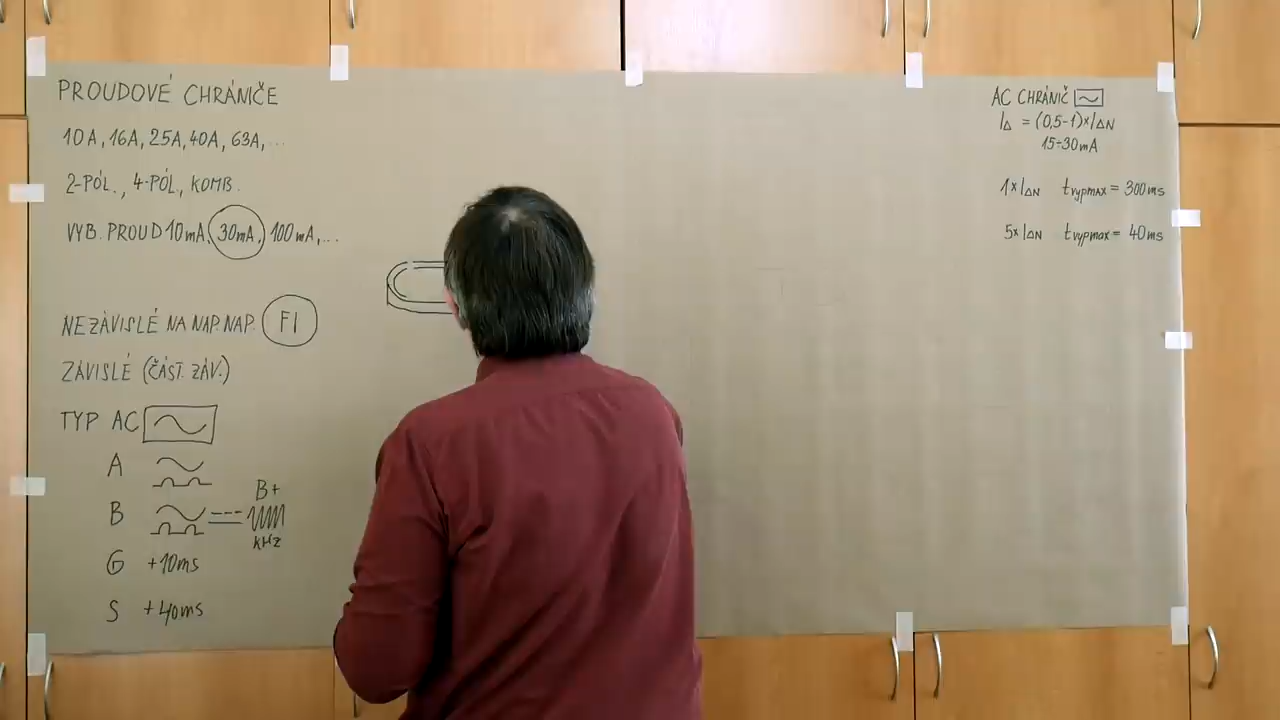 PROUDOVÉ CHRÁNIČE
10A, 16A, 25A, 40A, 63A, ...
2-PÓL., 4-PÓL, KOMB.
VYB. PROUD 10mA, 30mA, 100mA, ...
NEZÁVISLÉ NA NAP. NAP. FI
ZÁVISLÉ (ČÁST. ZÁV.)
TYP AC
A
B B+
kHz
G +10ms
S +40ms
AC CHRÁNIČ
I∆ = (0,5-1)×I∆N
15-30mA
1×I∆N tvypmax = 300ms
5×I∆N tvypmax = 40ms